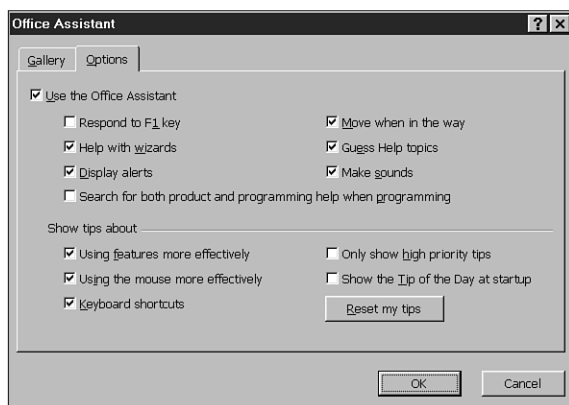 Office Assistant
Gallery Options
Use the Office Assistant
Respond to F1 key Move when in the way
Help with wizards Guess Help topics
Display alerts Make sounds
Search for both product and programming help when programming
Show tips about
Using features more effectively Only show high priority tips
Using the mouse more effectively Show the Tip of the Day at startup
Keyboard shortcuts Reset my tips
OK Cancel